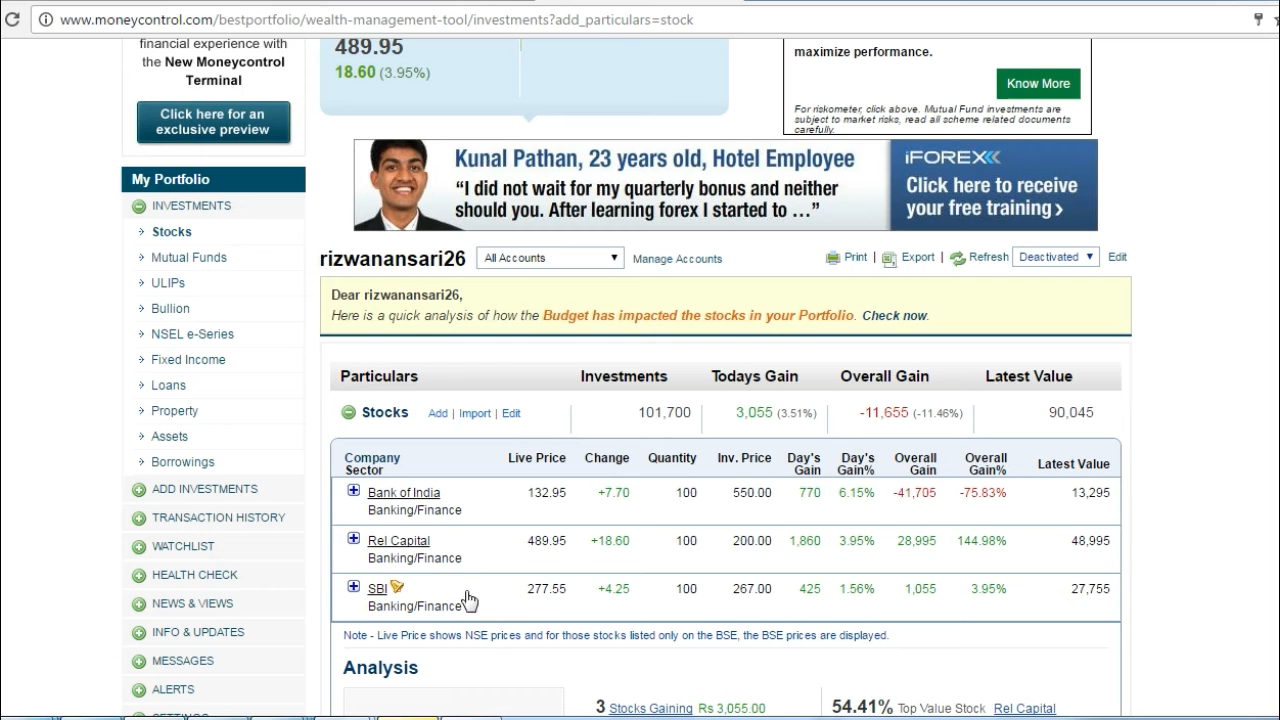 www.moneycontrol.com/bestportfolio/wealth-management-tool/investments?add_particulars=stock
financial experience with
the New Moneycontrol
Terminal
Click here for an
exclusive preview
489.95
18.60 (3.95%)
maximize performance.
Know More
For riskometer, click above. Mutual Fund investments are
subject to market risks, read all scheme related documents
carefully.
Kunal Pathan, 23 years old, Hotel Employee
“I did not wait for my quarterly bonus and neither
should you. After learning forex I started to ...”
iFOREX
Click here to receive
your free training ›
My Portfolio
INVESTMENTS
Stocks
Mutual Funds
ULIPs
Bullion
NSEL e-Series
Fixed Income
Loans
Property
Assets
Borrowings
ADD INVESTMENTS
TRANSACTION HISTORY
WATCHLIST
HEALTH CHECK
NEWS & VIEWS
INFO & UPDATES
MESSAGES
ALERTS
rizwanansari26 All Accounts Manage Accounts Print | Export | Refresh Deactivated Edit
Dear rizwanansari26,
Here is a quick analysis of how the Budget has impacted the stocks in your Portfolio. Check now.
Particulars Investments Todays Gain Overall Gain Latest Value
Stocks Add | Import | Edit 101,700 3,055 (3.51%) -11,655 (-11.46%) 90,045
Company Live Price Change Quantity Inv. Price Day's Day's Overall Overall Latest Value
Sector Gain Gain% Gain Gain%
Bank of India 132.95 +7.70 100 550.00 770 6.15% -41,705 -75.83% 13,295
Banking/Finance
Rel Capital 489.95 +18.60 100 200.00 1,860 3.95% 28,995 144.98% 48,995
Banking/Finance
SBI 277.55 +4.25 100 267.00 425 1.56% 1,055 3.95% 27,755
Banking/Finance
Note - Live Price shows NSE prices and for those stocks listed only on the BSE, the BSE prices are displayed.
Analysis
3 Stocks Gaining Rs 3,055.00 54.41% Top Value Stock Rel Capital